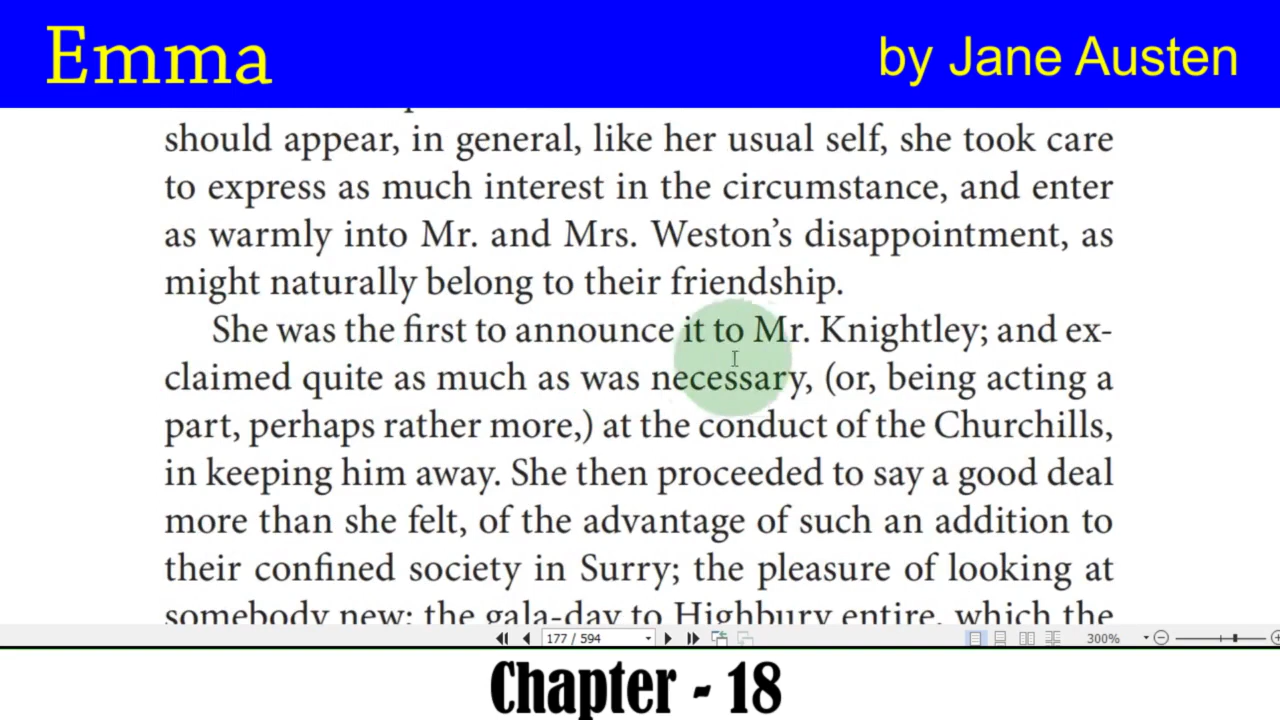 Emma
by Jane Austen
should appear, in general, like her usual self, she took care
to express as much interest in the circumstance, and enter
as warmly into Mr. and Mrs. Weston’s disappointment, as
might naturally belong to their friendship.
She was the first to announce it to Mr. Knightley; and ex-
claimed quite as much as was necessary, (or, being acting a
part, perhaps rather more,) at the conduct of the Churchills,
in keeping him away. She then proceeded to say a good deal
more than she felt, of the advantage of such an addition to
their confined society in Surry; the pleasure of looking at
somebody new; the gala-day to Highbury entire, which the
177 / 594
300%
Chapter - 18